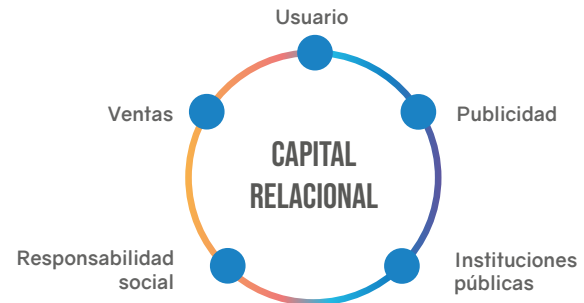 Usuario
Ventas
Publicidad
CAPITAL
RELACIONAL
Responsabilidad
social
Instituciones
públicas